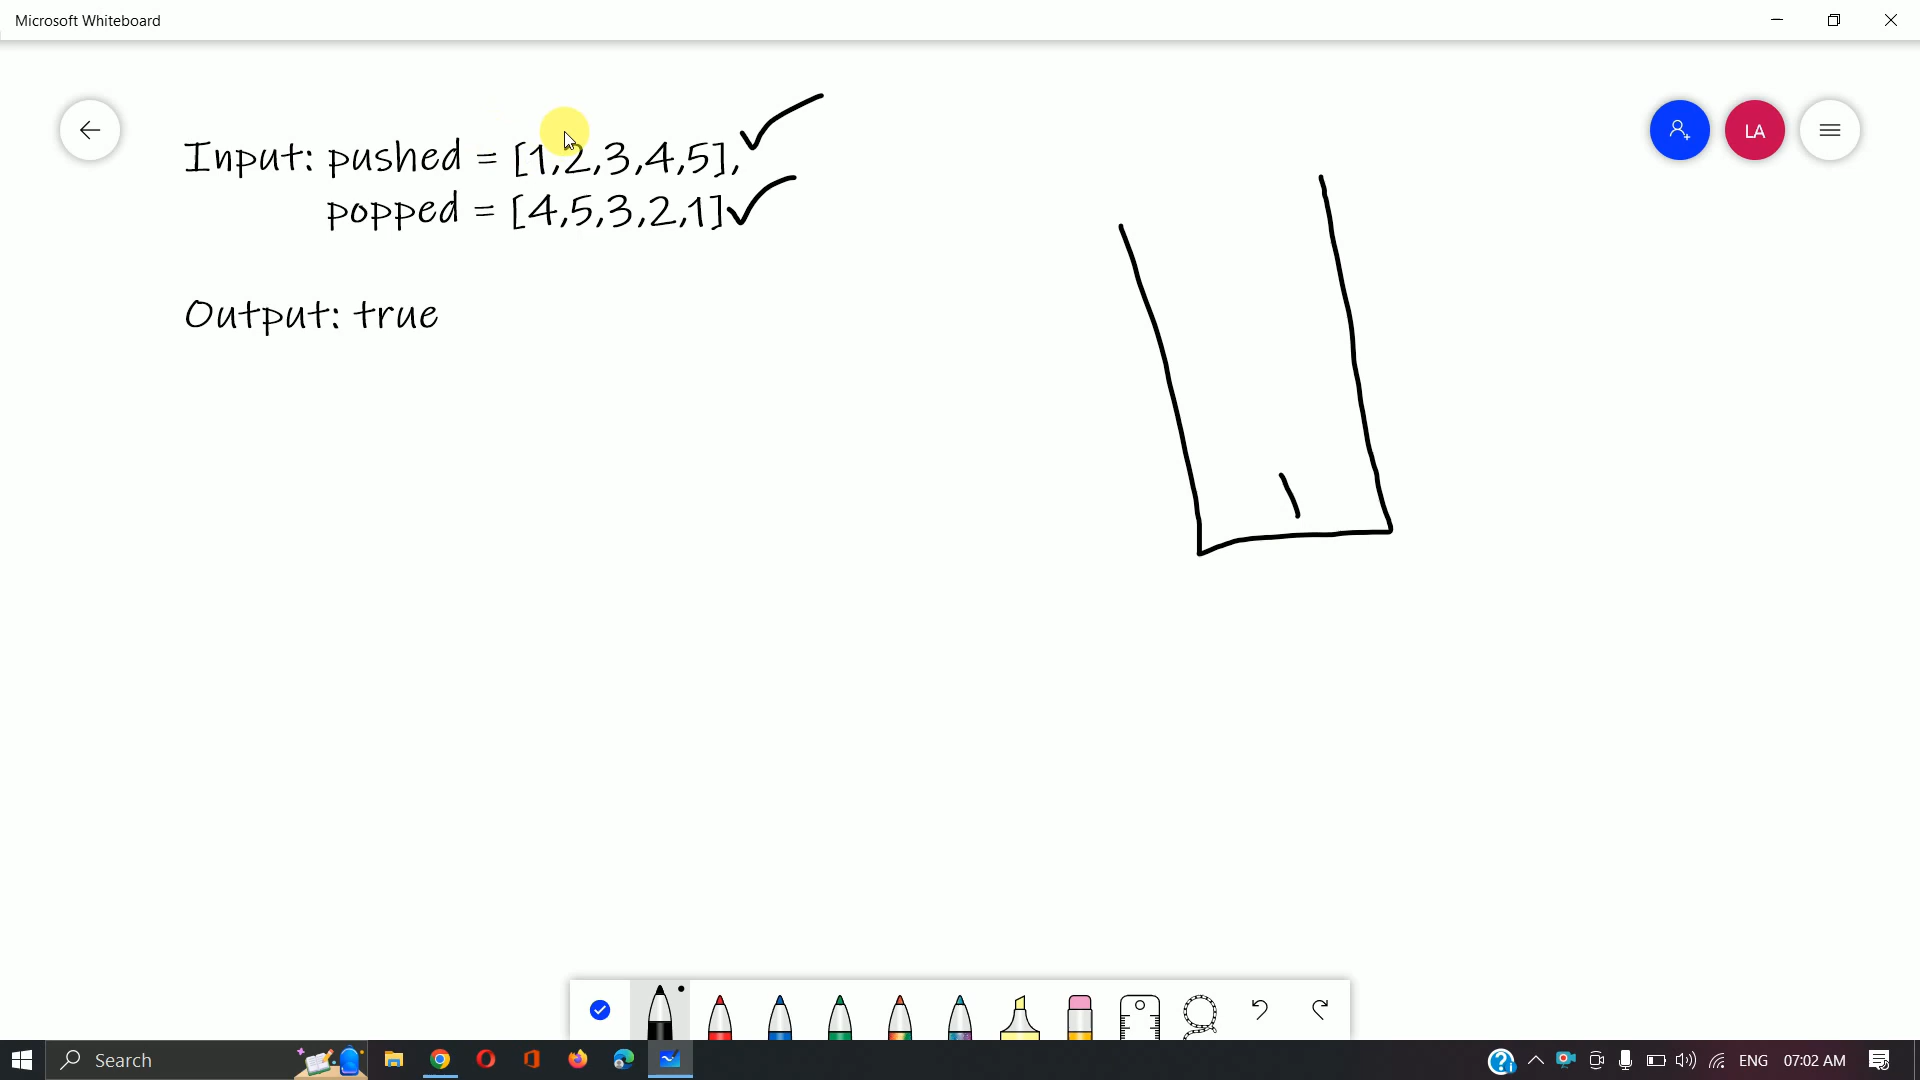 Microsoft Whiteboard
Input: pushed = [1,2,3,4,5],
popped = [4,5,3,2,1]
LA
Output: true
1
Search
ENG
07:02 AM